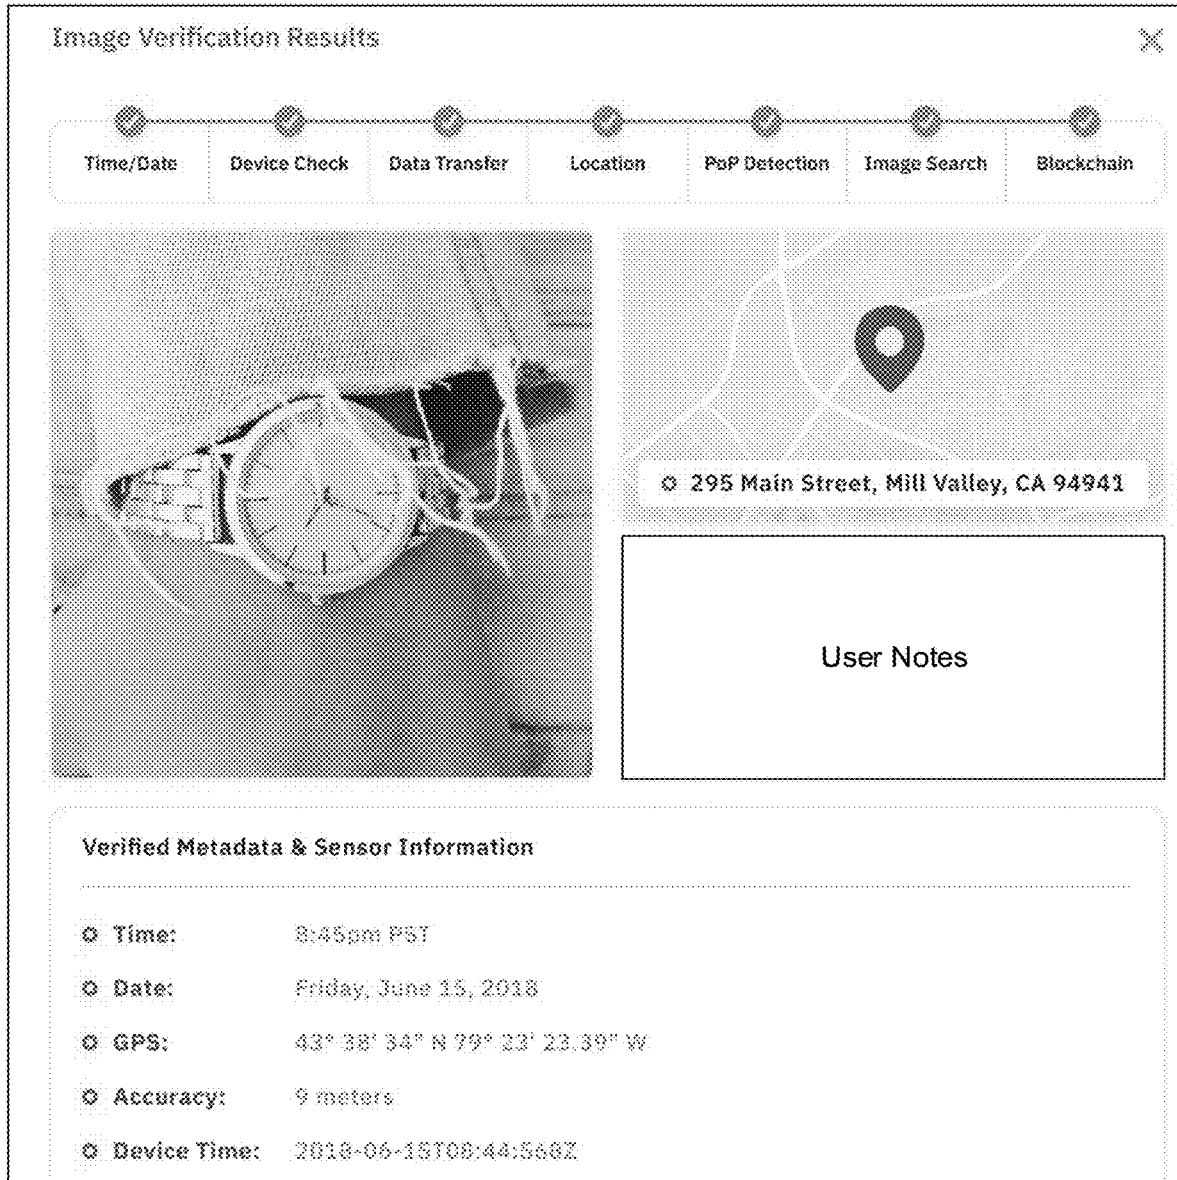 Image Verification Results
Time/Date Device Check Data Transfer Location PoP Detection Image Search Blockchain
295 Main Street, Mill Valley, CA 94941
User Notes
Verified Metadata & Sensor Information
Time: 8:45pm PST
Date: Friday, June 15, 2018
GPS: 43° 38' 34" N 79° 23' 23.39" W
Accuracy: 9 meters
Device Time: 2018-06-15T08:44:568Z